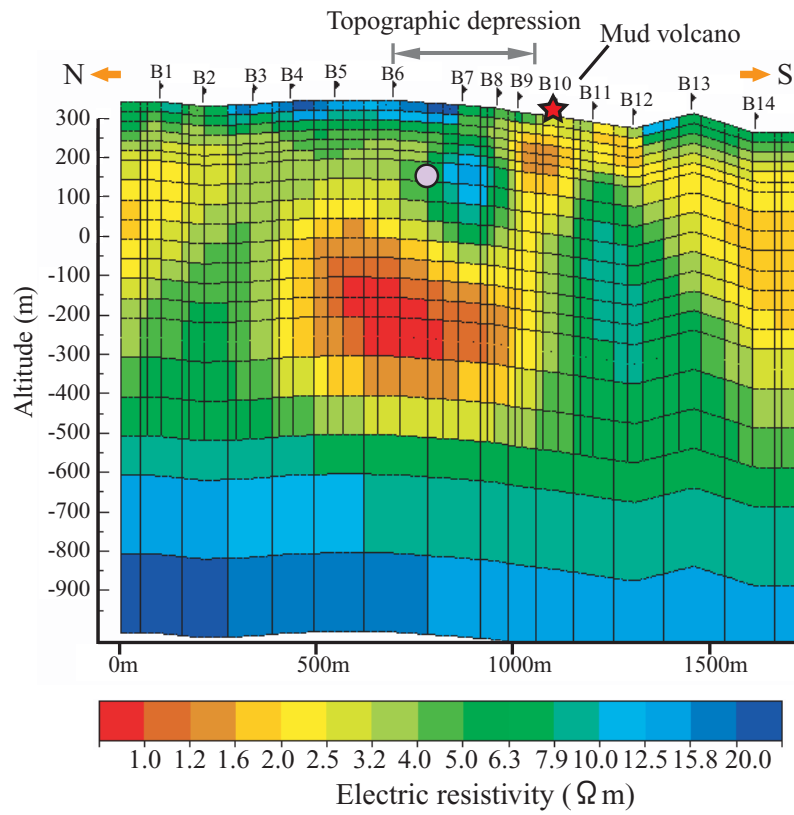 Topographic depression
Mud volcano
N
S
B1 B2 B3 B4 B5 B6 B7 B8 B9 B10 B11 B12 B13 B14
300
200
100
0
-100
-200
-300
-400
-500
-600
-700
-800
-900
Altitude (m)
0m 500m 1000m 1500m
1.0 1.2 1.6 2.0 2.5 3.2 4.0 5.0 6.3 7.9 10.0 12.5 15.8 20.0
Electric resistivity (Ωm)